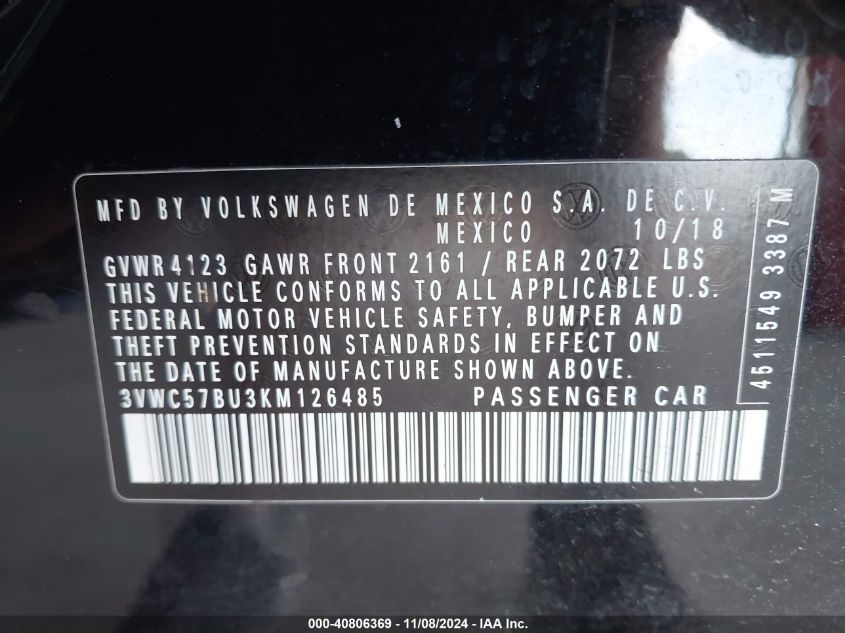 MFD BY VOLKSWAGEN DE MEXICO S.A. DE C.V.
MEXICO 10/18
GVWR 4123 GAWR FRONT 2161 / REAR 2072 LBS
THIS VEHICLE CONFORMS TO ALL APPLICABLE U.S.
FEDERAL MOTOR VEHICLE SAFETY, BUMPER AND
THEFT PREVENTION STANDARDS IN EFFECT ON
THE DATE OF MANUFACTURE SHOWN ABOVE.
3VWC57BU3KM126485 PASSENGER CAR
4511549 3387 M
000-40806369 - 11/08/2024 - IAA Inc.